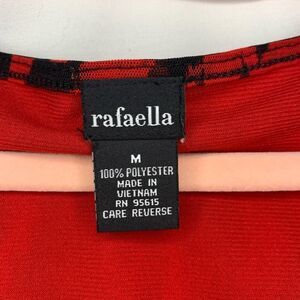 rafaella
M
100% POLYESTER
MADE IN
VIETNAM
RN 95615
CARE REVERSE